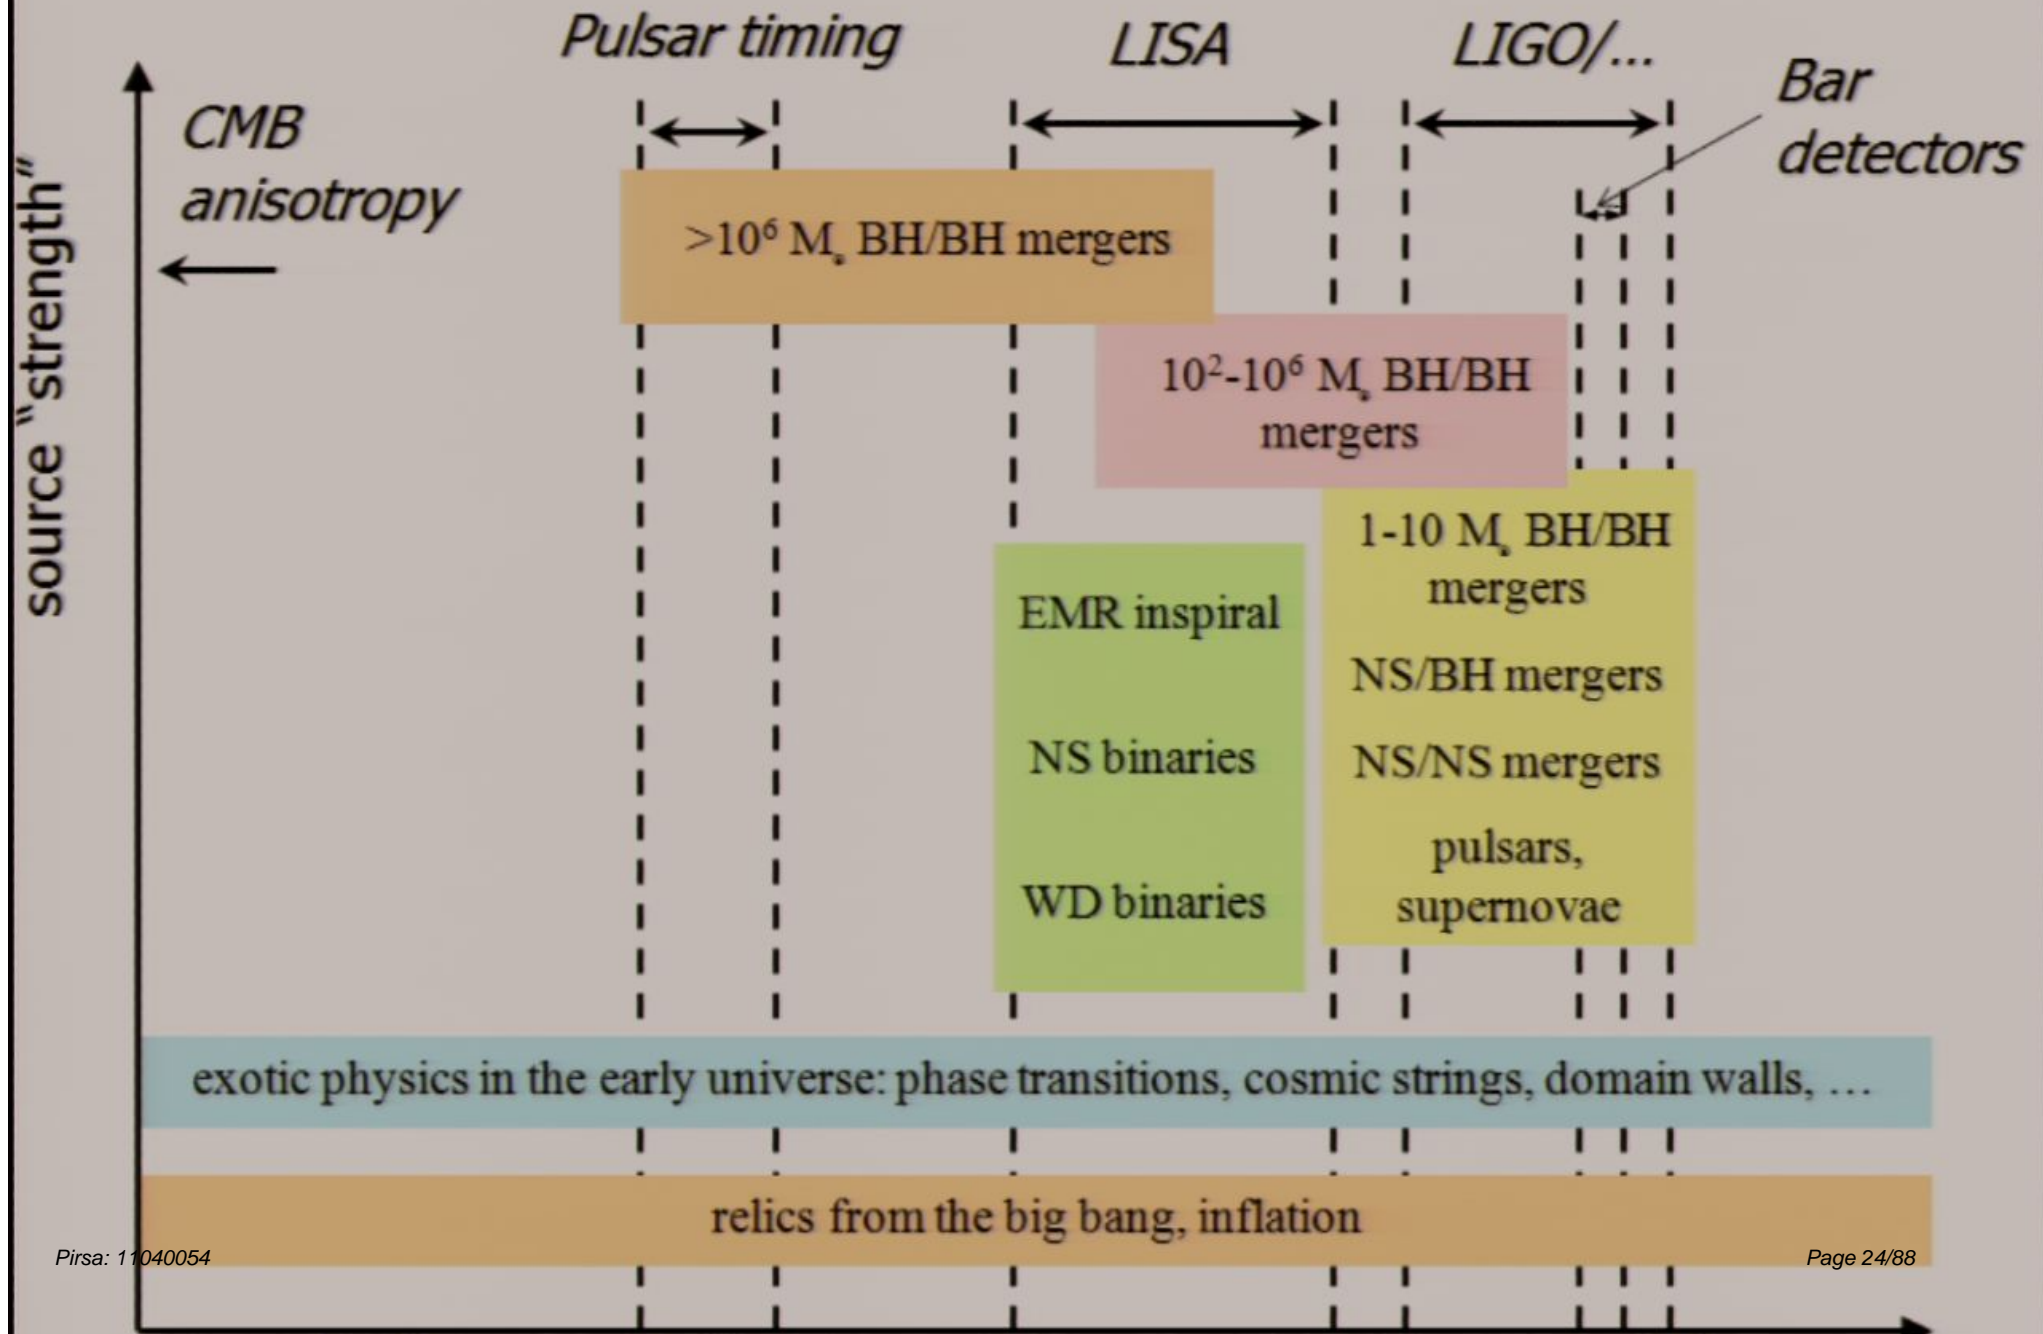 Pulsar timing
LISA
LIGO/...
Bar
detectors
CMB
anisotropy
source "strength"
>10⁶ M. BH/BH mergers
10²-10⁶ M. BH/BH
mergers
1-10 M. BH/BH
mergers
NS/BH mergers
NS/NS mergers
pulsars,
supernovae
EMR inspiral
NS binaries
WD binaries
exotic physics in the early universe: phase transitions, cosmic strings, domain walls, ...
relics from the big bang, inflation
Pirsa: 11040054
Page 24/88